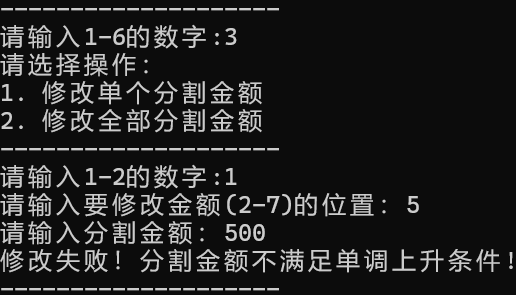 --------------------
请输入1-6的数字:3
请选择操作:
1. 修改单个分割金额
2. 修改全部分割金额
--------------------
请输入1-2的数字:1
请输入要修改金额(2-7)的位置: 5
请输入分割金额: 500
修改失败! 分割金额不满足单调上升条件!
--------------------